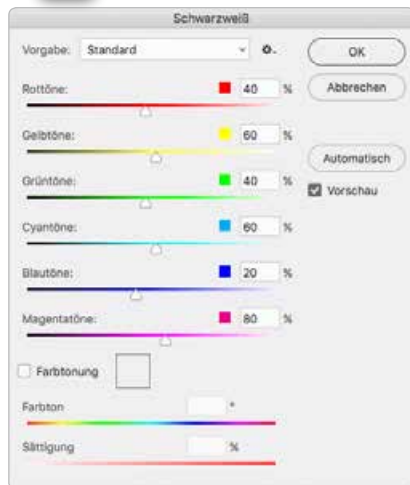 Schwarzweiß
Vorgabe: Standard
OK
Rottöne: 40 %
Abbrechen
Gelbtöne: 60 %
Automatisch
Grüntöne: 40 %
Vorschau
Cyantöne: 60 %
Blautöne: 20 %
Magentatöne: 80 %
Farbtonung
Farbton °
Sättigung %